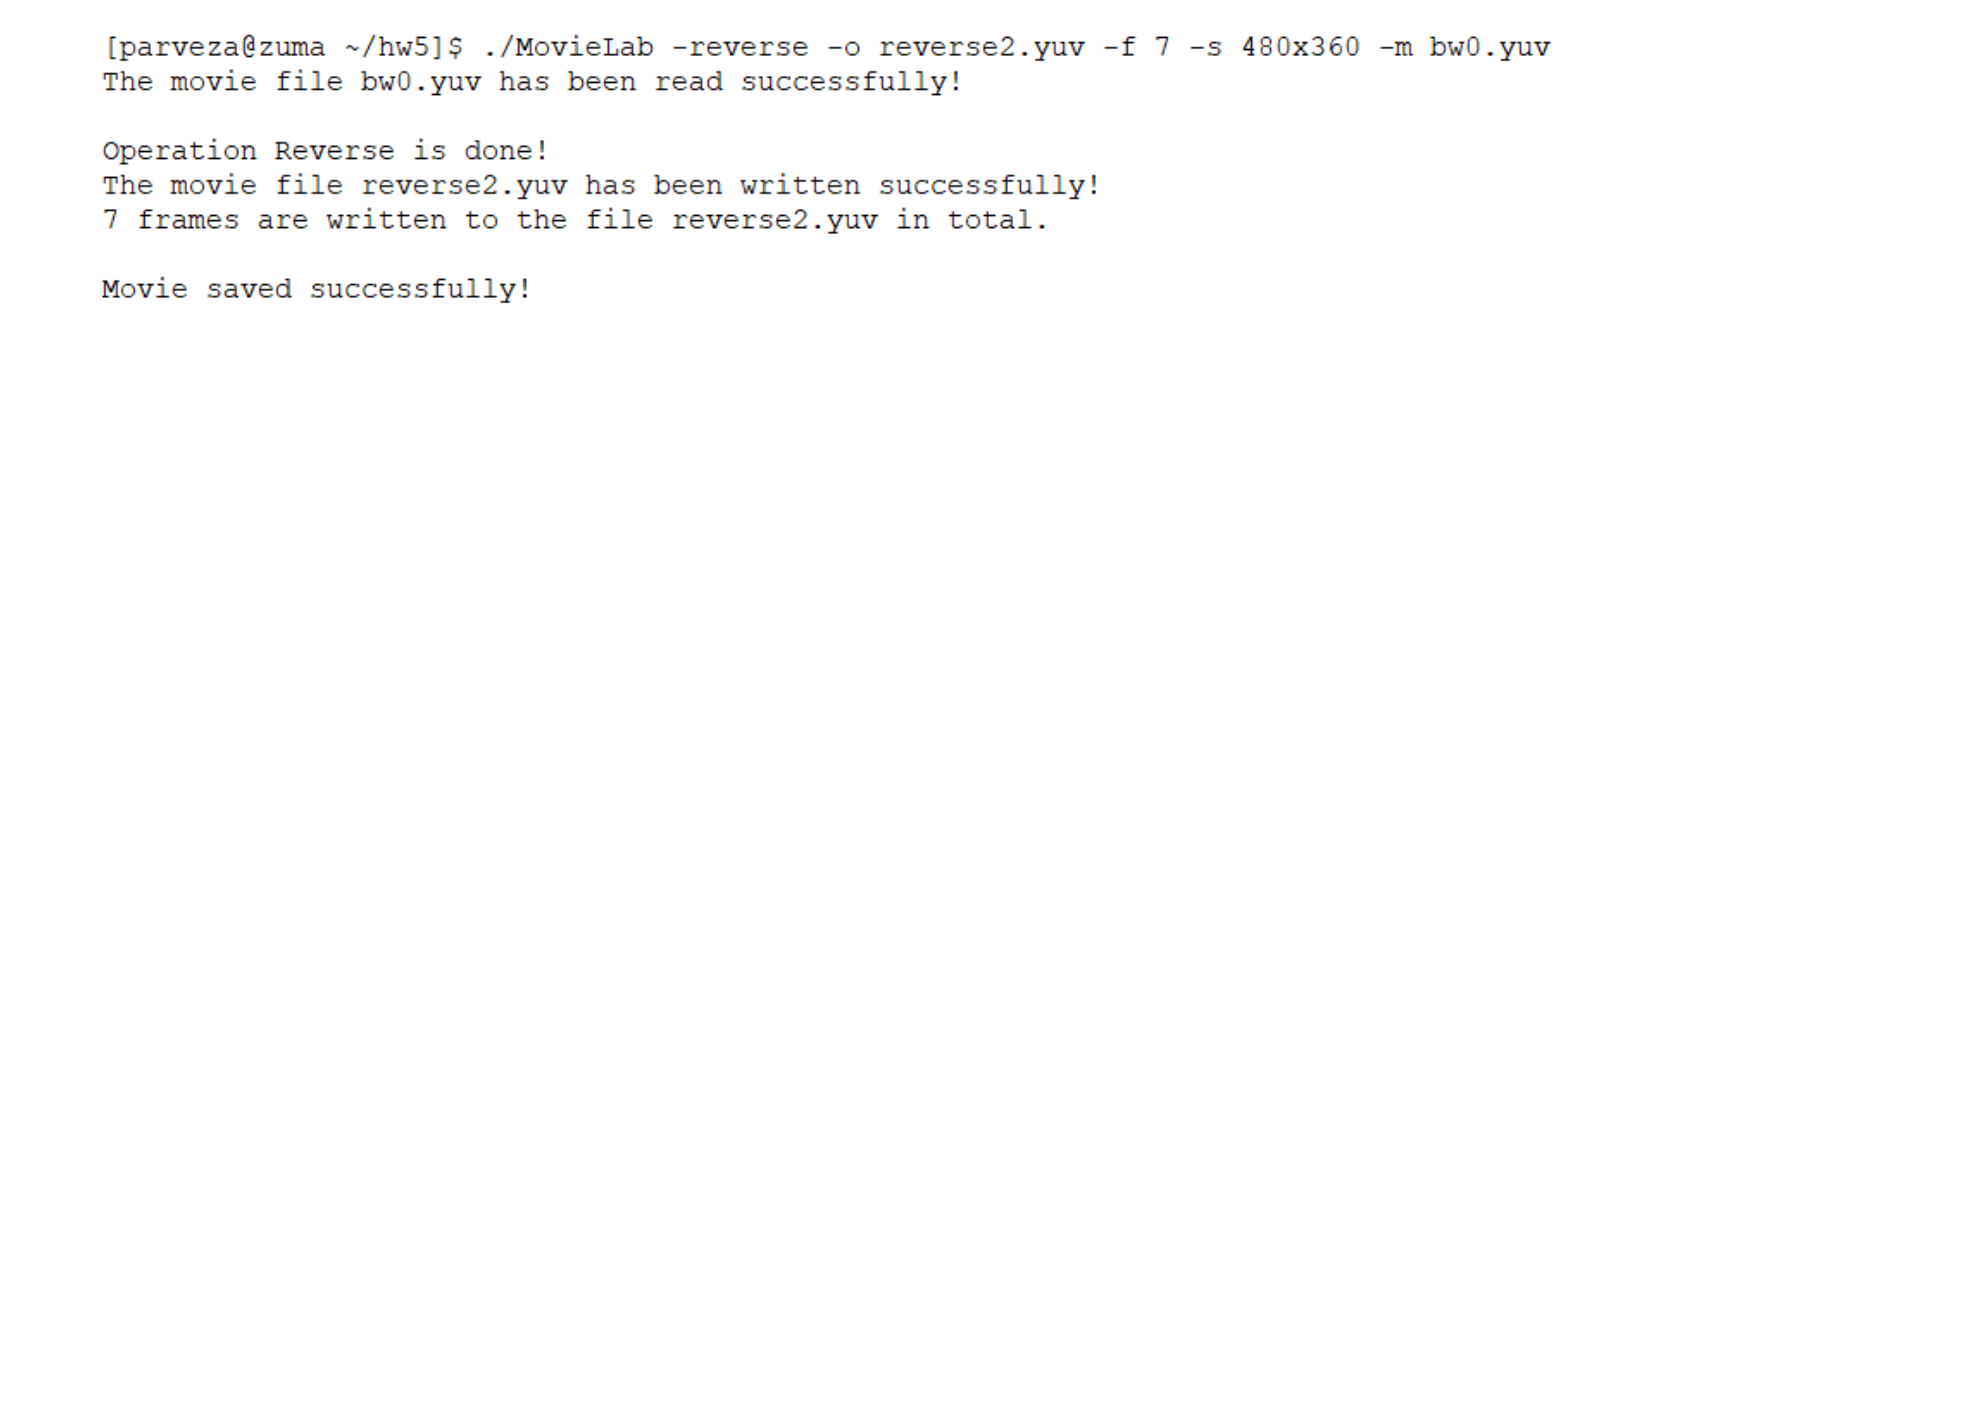 [parveza@zuma ~/hw5]$ ./MovieLab -reverse -o reverse2.yuv -f 7 -s 480x360 -m bw0.yuv
The movie file bw0.yuv has been read successfully!
Operation Reverse is done!
The movie file reverse2.yuv has been written successfully!
7 frames are written to the file reverse2.yuv in total.
Movie saved successfully!